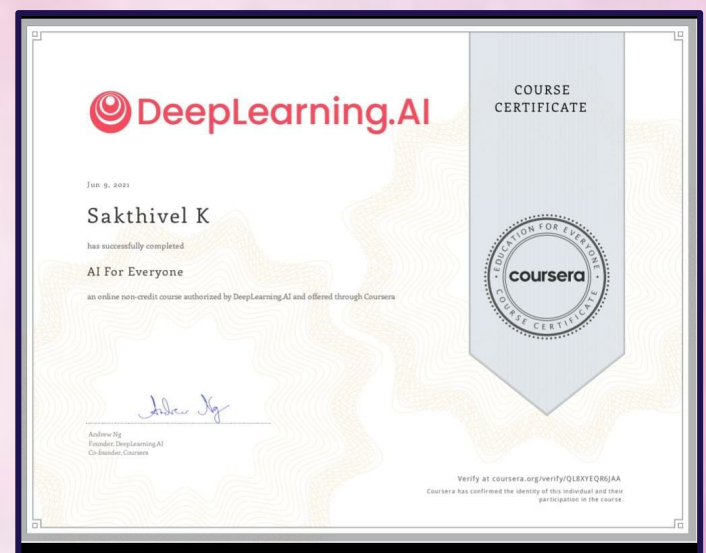 DeepLearning.AI
COURSE
CERTIFICATE
Jun 9, 2021
Sakthivel K
has successfully completed
AI For Everyone
an online non-credit course authorized by DeepLearning.AI and offered through Coursera
EDUCATION FOR EVERYONE
coursera
COURSE CERTIFICATE
Andrew Ng
Andrew Ng
Founder, DeepLearning.AI
Co-founder, Coursera
Verify at coursera.org/verify/QL8XYEQR6JAA
Coursera has confirmed the identity of this individual and their
participation in the course.